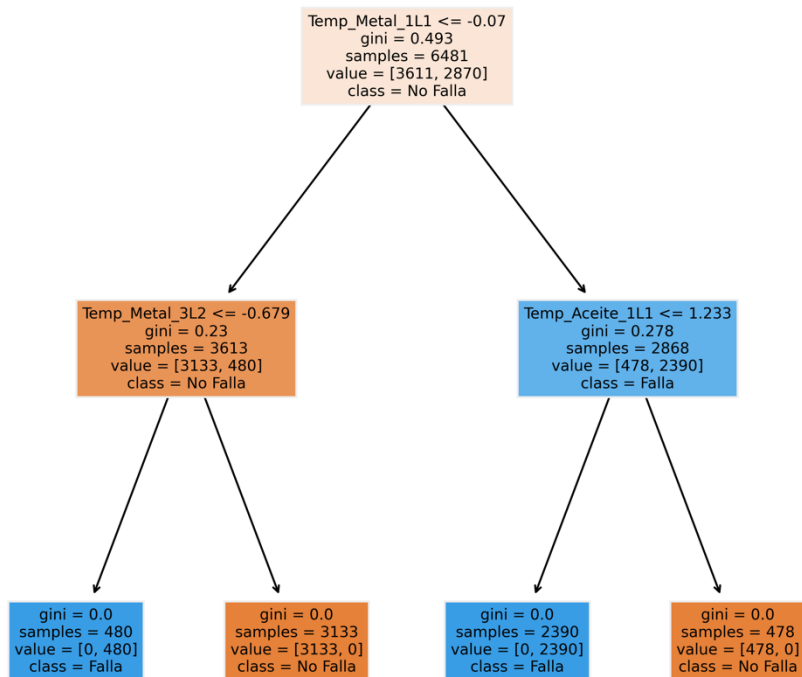 Temp_Metal_1L1 <= -0.07
gini = 0.493
samples = 6481
value = [3611, 2870]
class = No Falla
Temp_Metal_3L2 <= -0.679
gini = 0.23
samples = 3613
value = [3133, 480]
class = No Falla
Temp_Aceite_1L1 <= 1.233
gini = 0.278
samples = 2868
value = [478, 2390]
class = Falla
gini = 0.0
samples = 480
value = [0, 480]
class = Falla
gini = 0.0
samples = 3133
value = [3133, 0]
class = No Falla
gini = 0.0
samples = 2390
value = [0, 2390]
class = Falla
gini = 0.0
samples = 478
value = [478, 0]
class = No Falla